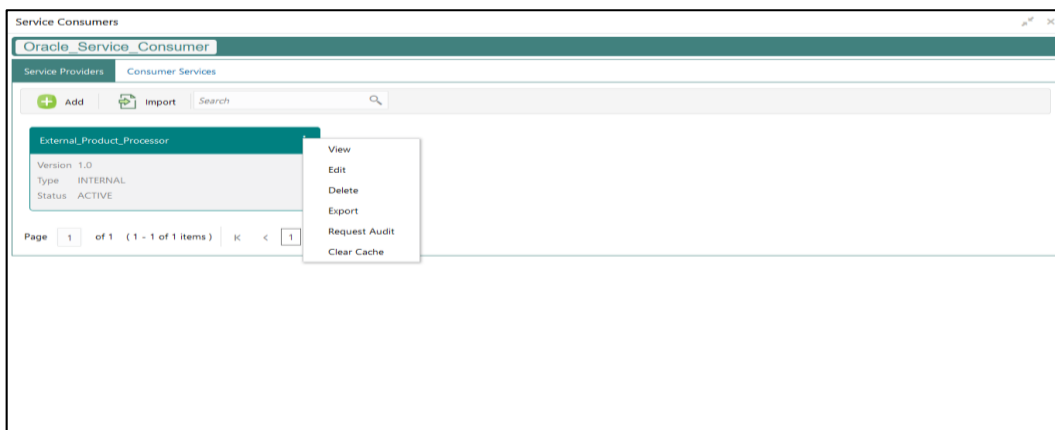 Service Consumers
Oracle_Service_Consumer
Service Providers Consumer Services
Add Import Search
External_Product_Processor
Version 1.0
Type INTERNAL
Status ACTIVE
View
Edit
Delete
Export
Request Audit
Clear Cache
Page 1 of 1 (1 - 1 of 1 items) K < 1